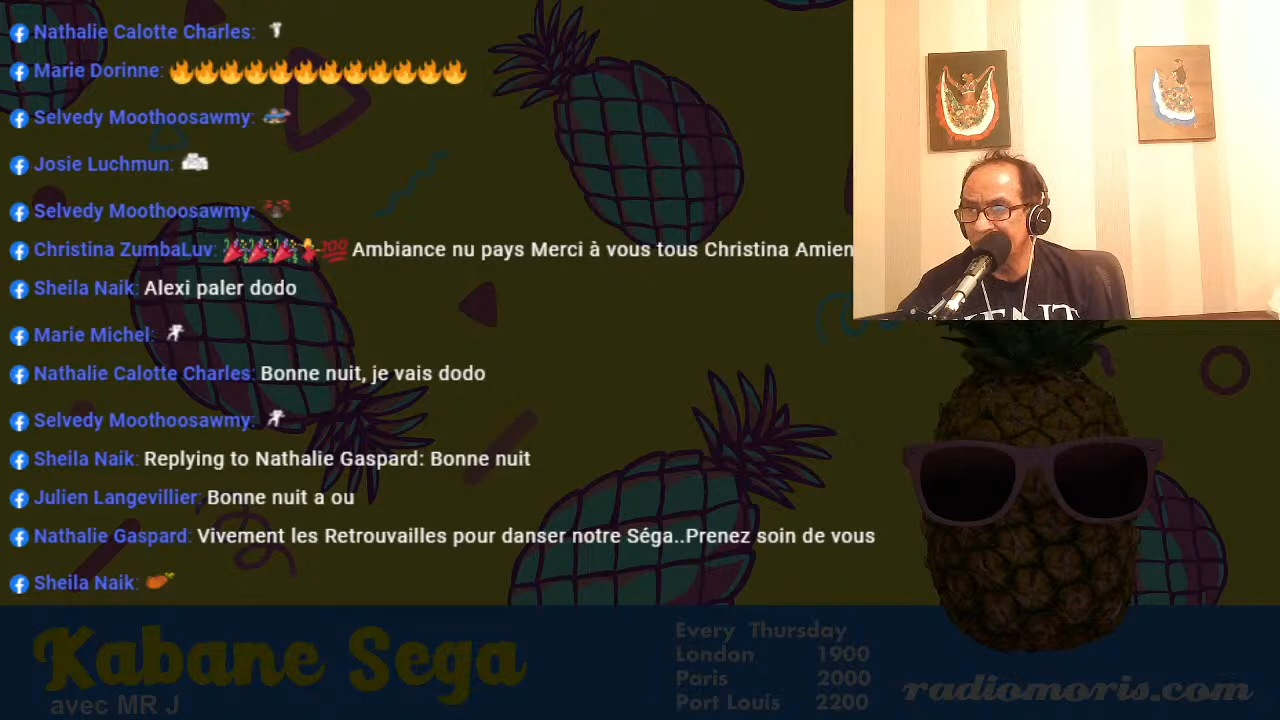 Nathalie Calotte Charles:
Marie Dorinne: 🔥🔥🔥🔥🔥🔥🔥🔥🔥🔥🔥🔥
Selvedy Moothoosawmy:
Josie Luchmun:
Selvedy Moothoosawmy:
Christina ZumbaLuv: 🎉🎉🎉💃💯 Ambiance nu pays Merci à vous tous Christina Amien
Sheila Naik: Alexi paler dodo
Marie Michel:
Nathalie Calotte Charles: Bonne nuit, je vais dodo
Selvedy Moothoosawmy:
Sheila Naik: Replying to Nathalie Gaspard: Bonne nuit
Julien Langevillier: Bonne nuit a ou
Nathalie Gaspard: Vivement les Retrouvailles pour danser notre Séga..Prenez soin de vous
Sheila Naik:
Kabane Sega
avec MR J
Every Thursday
London 1900
Paris 2000
Port Louis 2200
radiomoris.com